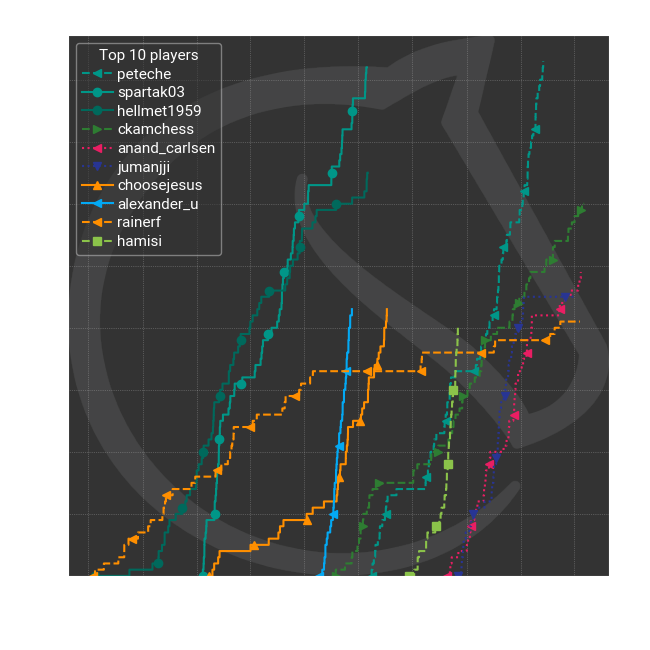 Top 10 players
peteche
spartak03
hellmet1959
ckamchess
anand_carlsen
jumanjji
choosejesus
alexander_u
rainerf
hamisi